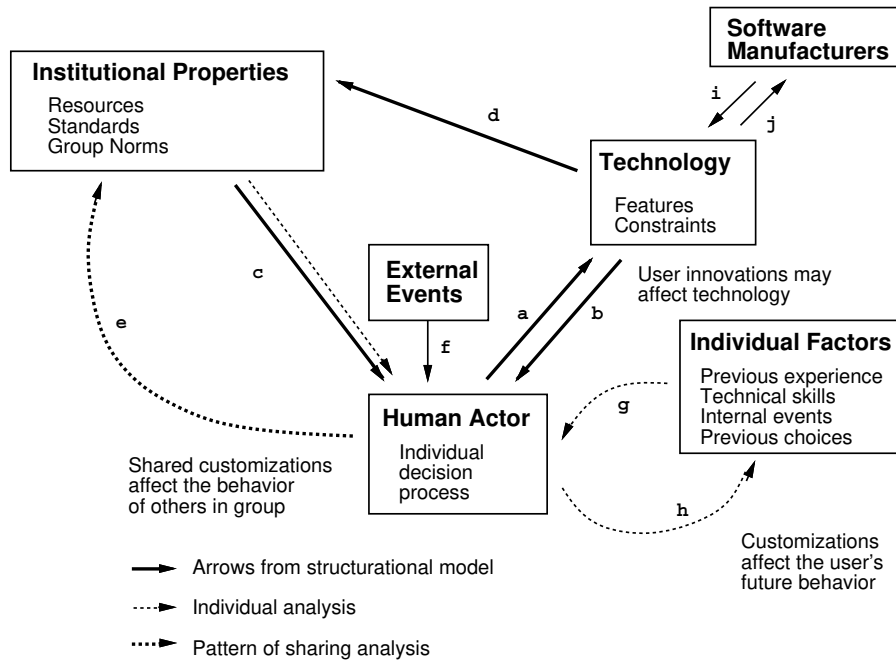 Software
Manufacturers
Institutional Properties
Resources
Standards
Group Norms
i
j
d
Technology
Features
Constraints
c
External
Events
User innovations may
affect technology
e
a
b
f
Individual Factors
Previous experience
Technical skills
Internal events
Previous choices
g
Human Actor
Individual
decision
process
Shared customizations
affect the behavior
of others in group
h
Customizations
affect the user's
future behavior
Arrows from structurational model
Individual analysis
Pattern of sharing analysis